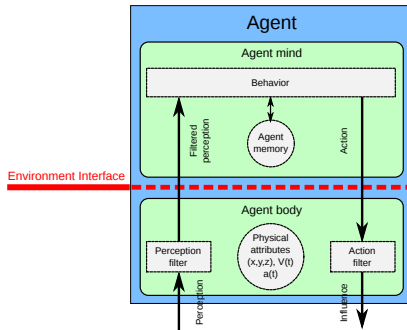 Agent
Agent mind
Behavior
Filtered
perception
Agent
memory
Action
Environment Interface
Agent body
Perception
filter
Physical
attributes
(x,y,z), V(t)
a(t)
Action
filter
Perception
Influence